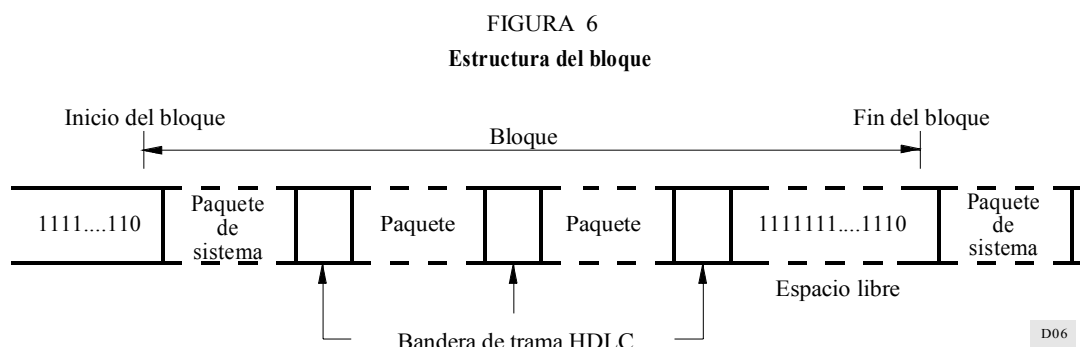 FIGURA 6
Estructura del bloque
Inicio del bloque
Fin del bloque
Bloque
1111....110
Paquete
de
sistema
Paquete
Paquete
1111111....1110
Paquete
de
sistema
Espacio libre
Bandera de trama HDLC
D06